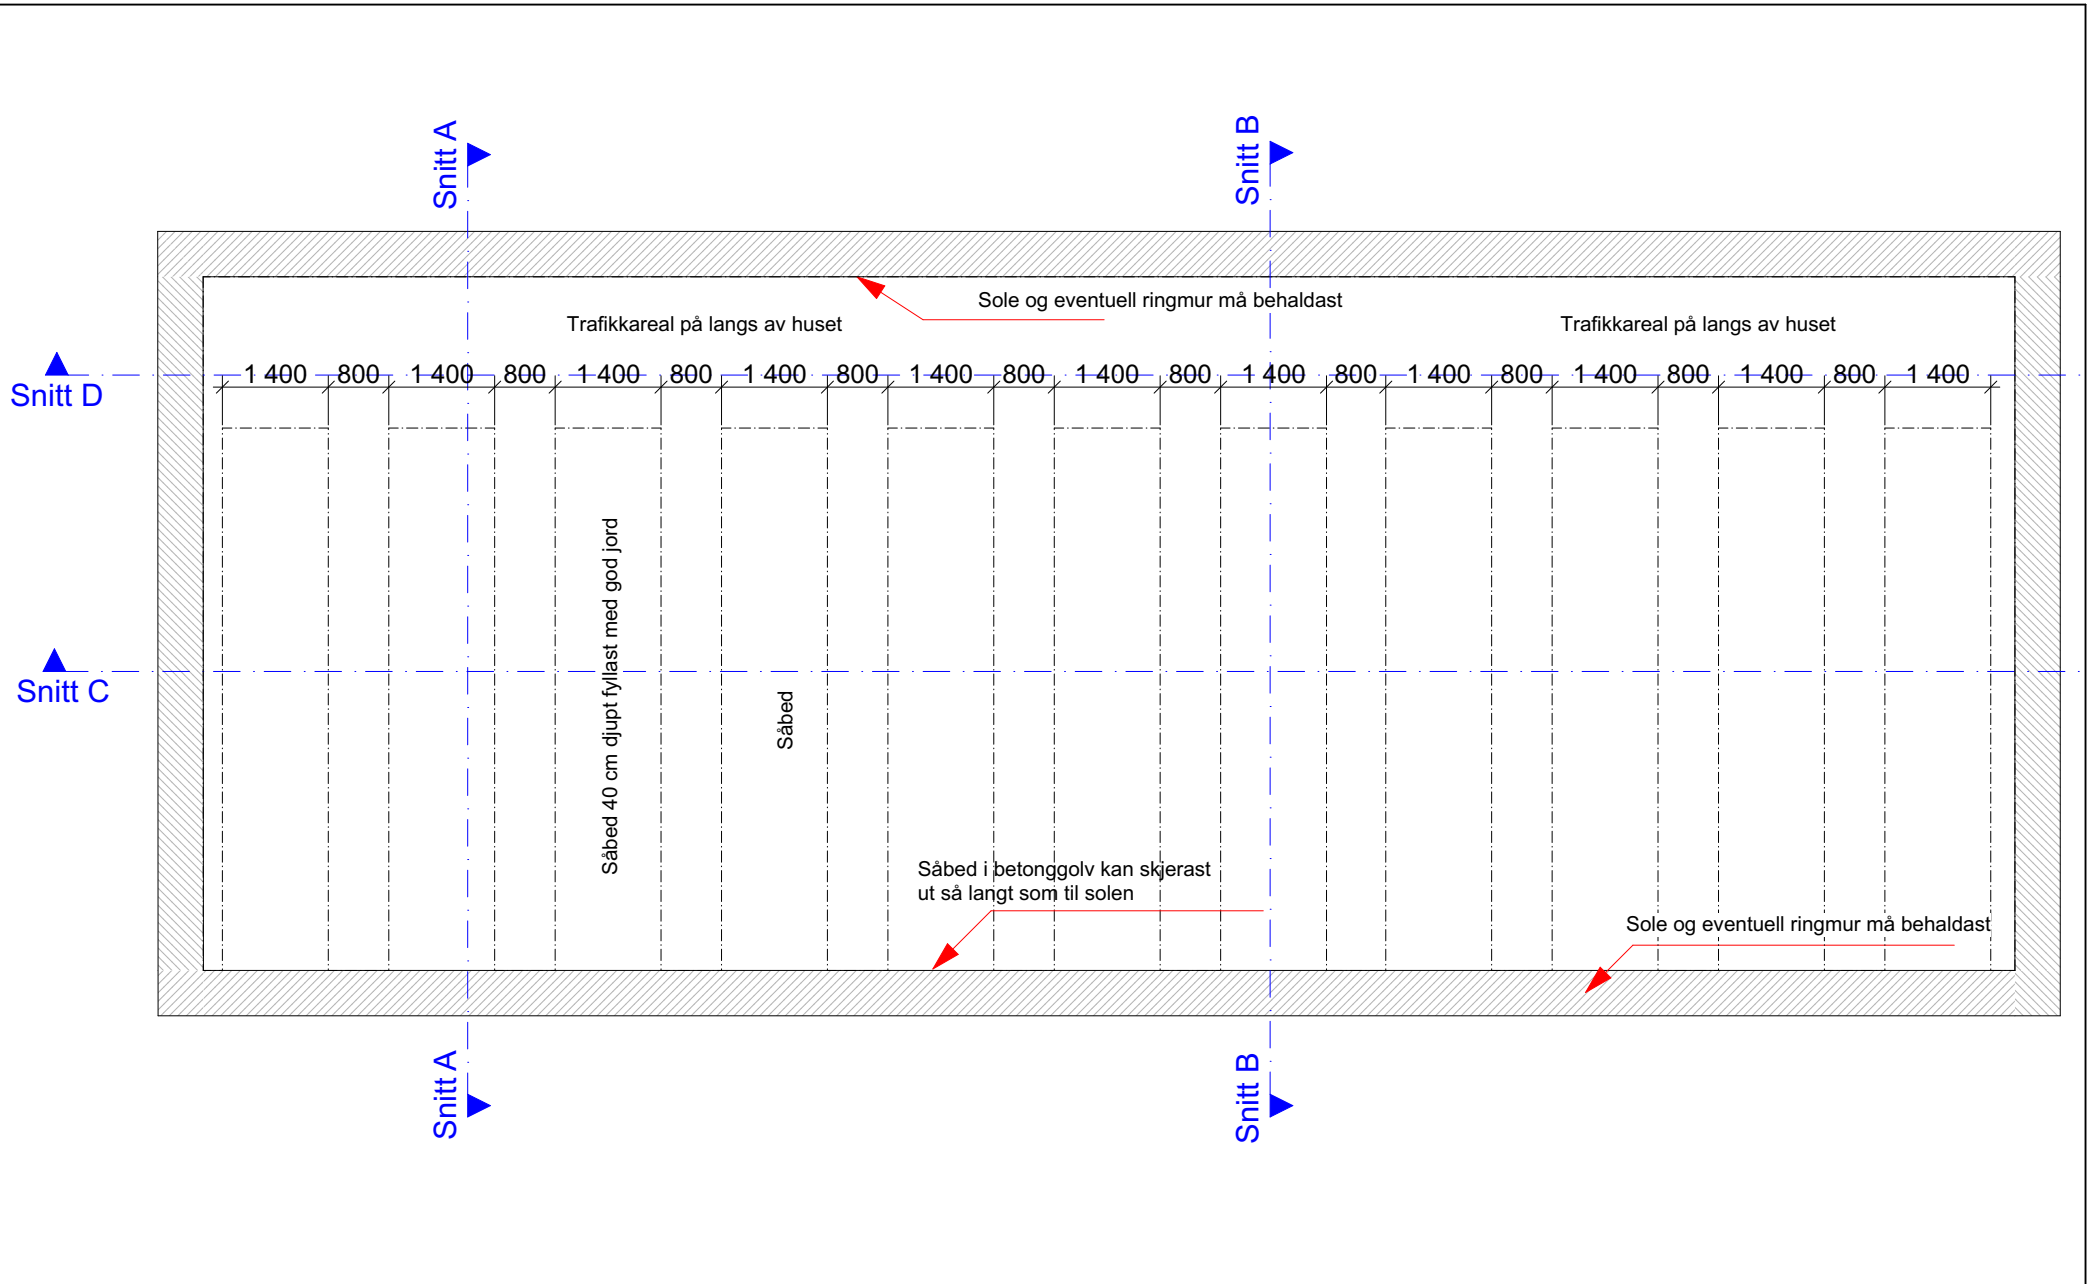 Snitt A
Snitt B
Sole og eventuell ringmur må behaldast
Trafikkareal på langs av huset
Trafikkareal på langs av huset
1 400 800 1 400 800 1 400 800 1 400 800 1 400 800 1 400 800 1 400 800 1 400 800 1 400 800 1 400 800 1 400
Snitt D
Såbed 40 cm djupt fyllast med god jord
Snitt C
Såbed
Såbed i betonggolv kan skjerast
ut så langt som til solen
Sole og eventuell ringmur må behaldast
Snitt A
Snitt B